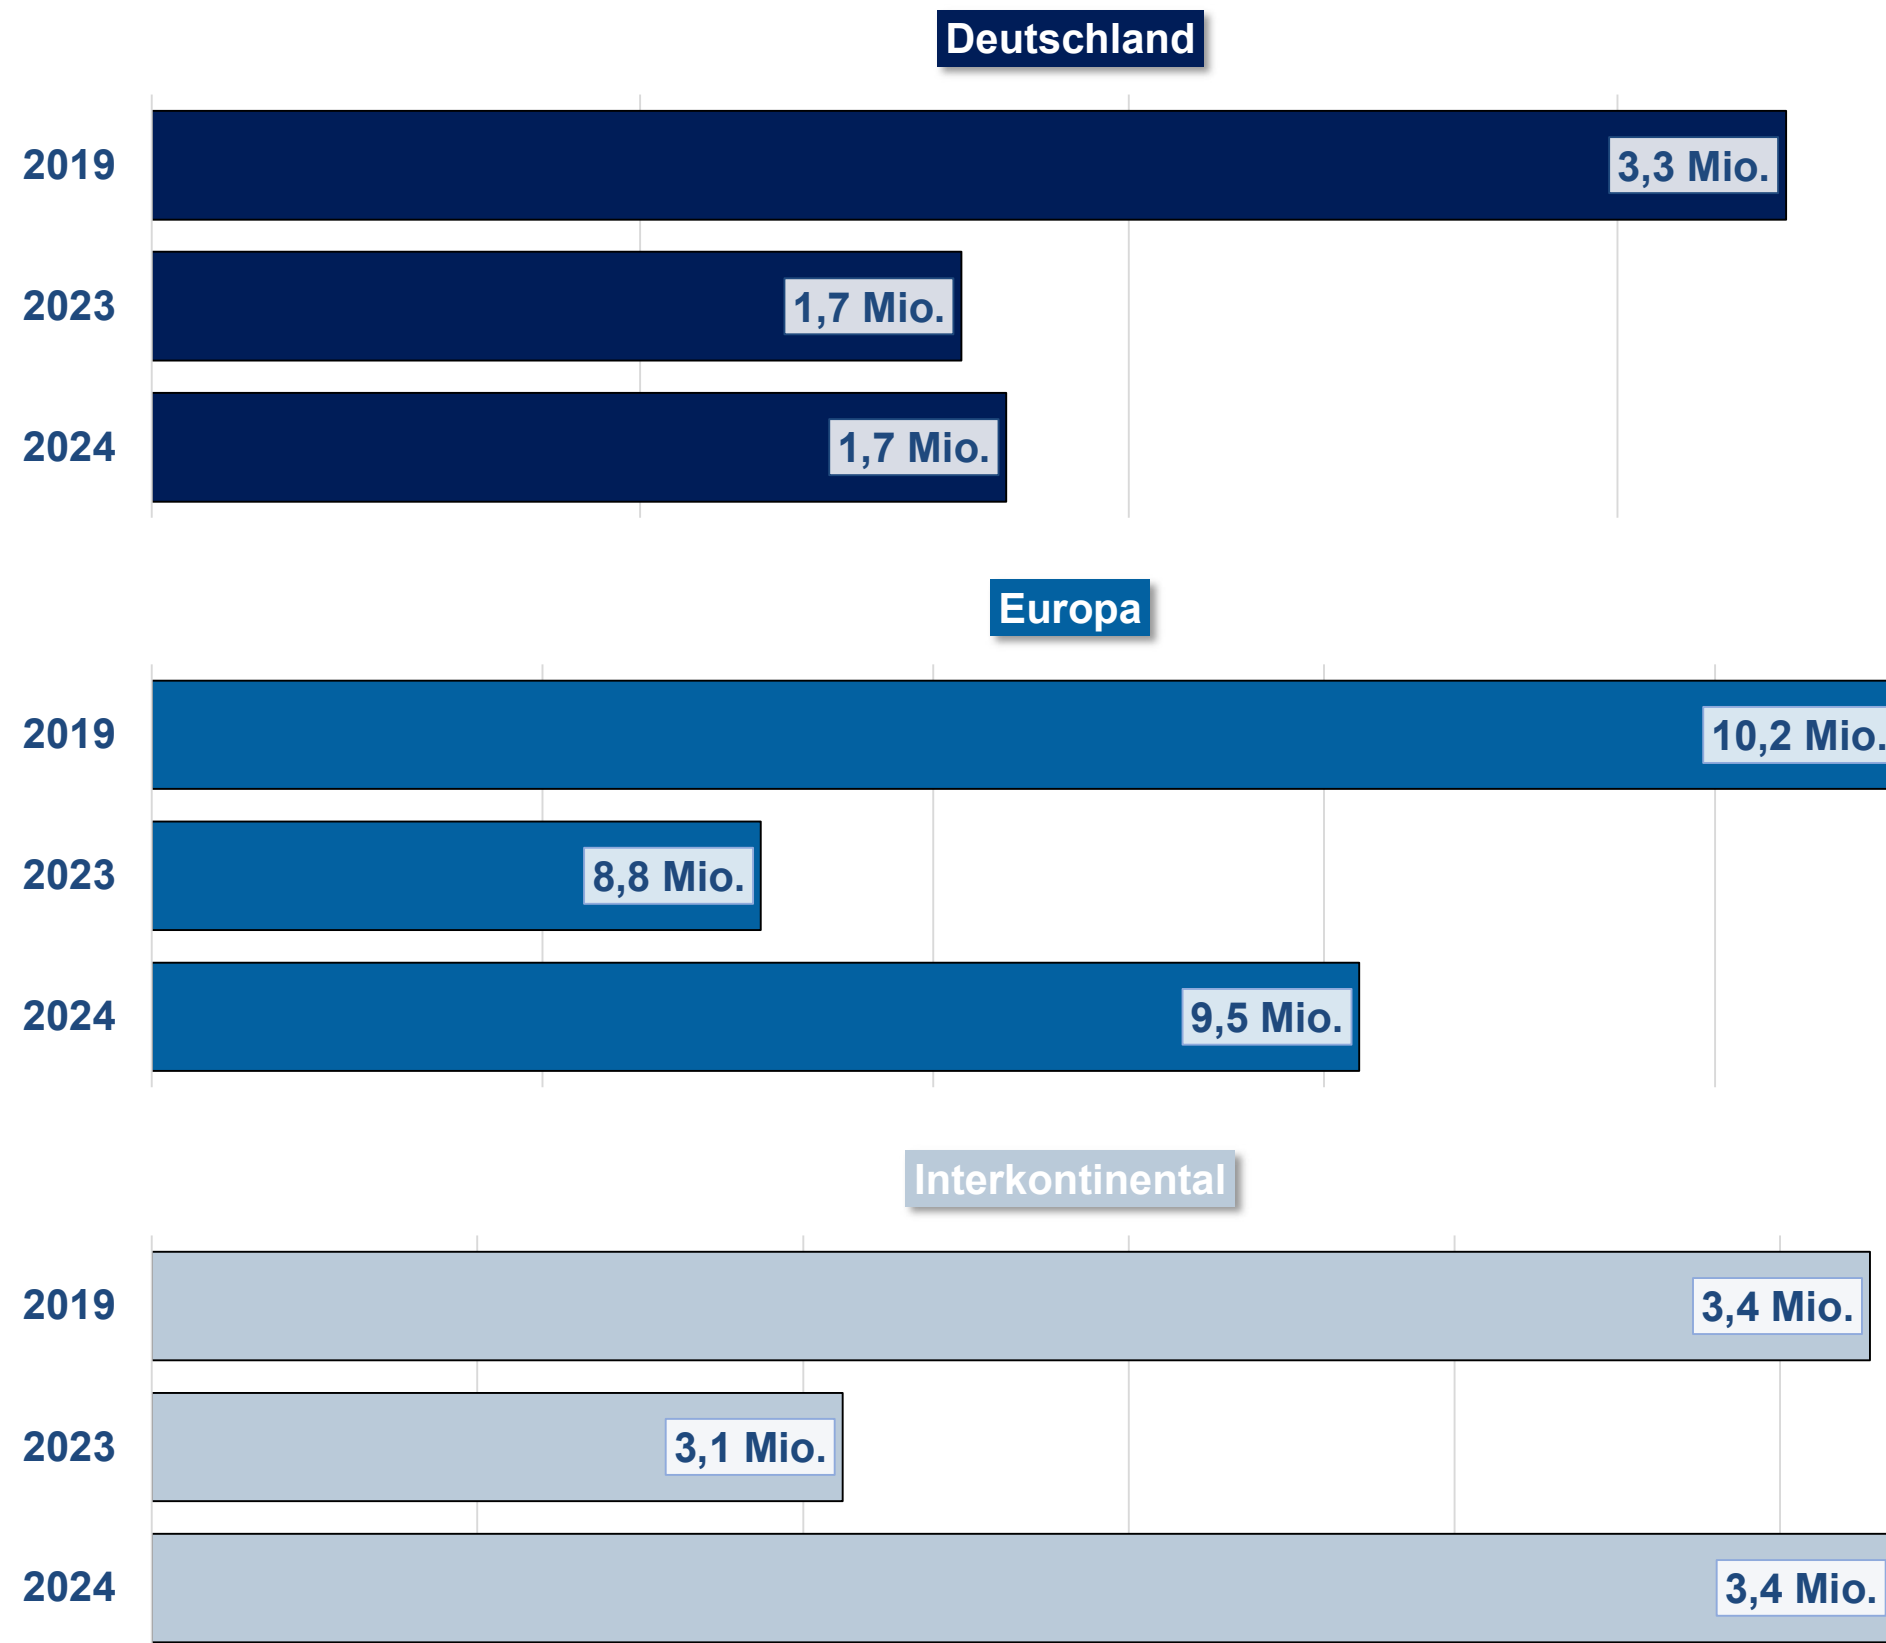 Deutschland
2019 3,3 Mio.
2023 1,7 Mio.
2024 1,7 Mio.
Europa
2019 10,2 Mio.
2023 8,8 Mio.
2024 9,5 Mio.
Interkontinental
2019 3,4 Mio.
2023 3,1 Mio.
2024 3,4 Mio.